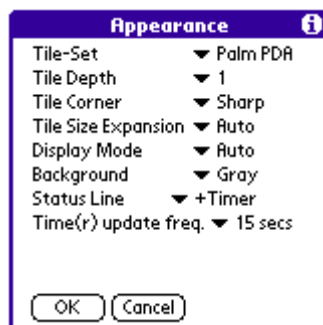 Appearance i
Tile-Set Palm PDA
Tile Depth 1
Tile Corner Sharp
Tile Size Expansion Auto
Display Mode Auto
Background Gray
Status Line +Timer
Time(r) update freq. 15 secs
OK Cancel